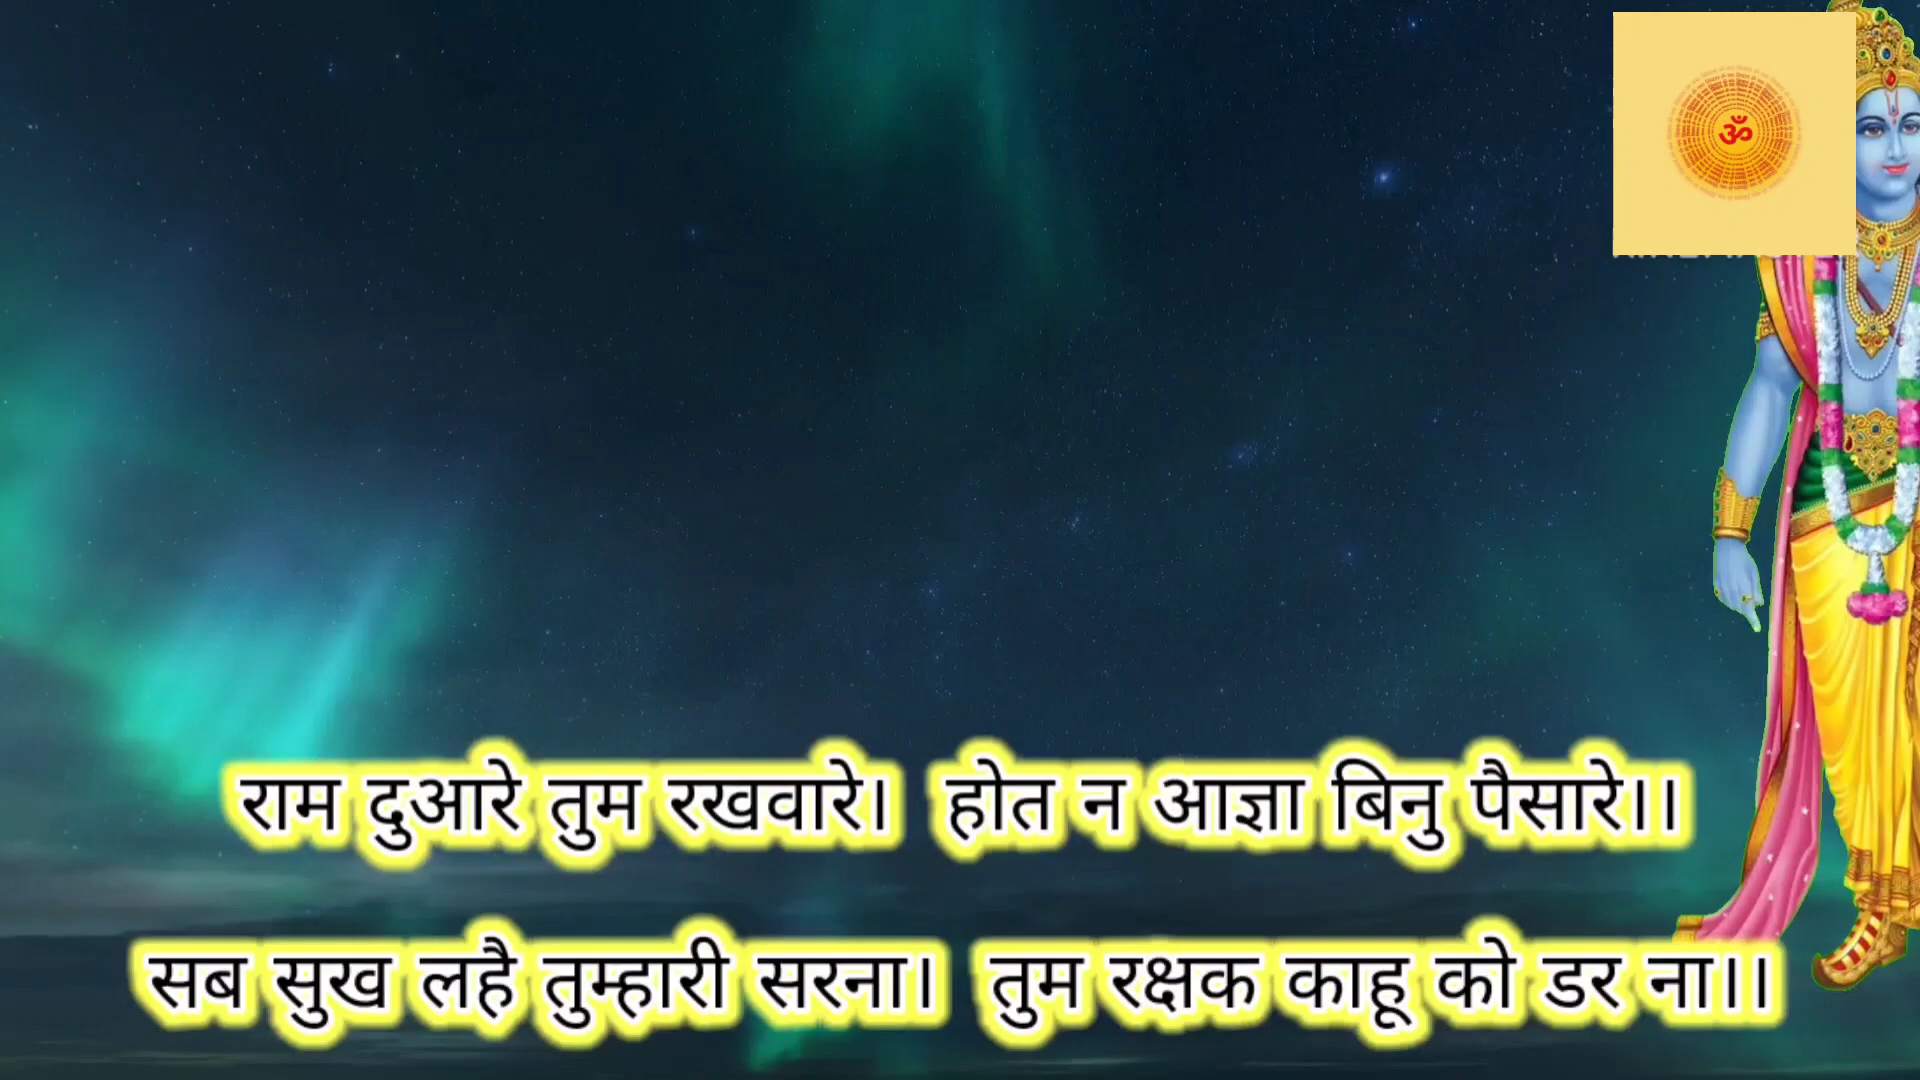 ॐ
राम दुआरे तुम रखवारे। होत न आज्ञा बिनु पैसारे।।
सब सुख लहै तुम्हारी सरना। तुम रक्षक काहू को डर ना।।